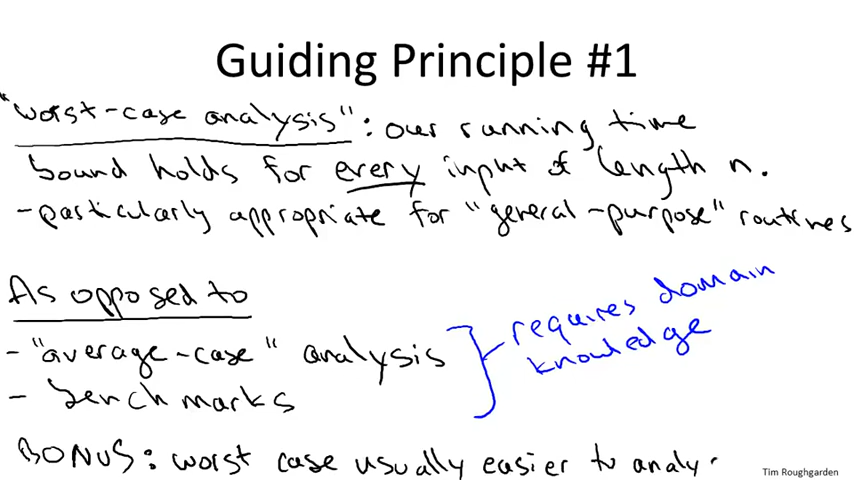 Guiding Principle #1
"worst-case analysis": our running time
bound holds for every input of length n.
- particularly appropriate for "general-purpose" routines
As opposed to
- "average-case" analysis
- benchmarks
requires domain
knowledge
BONUS: worst case usually easier to analy
Tim Roughgarden